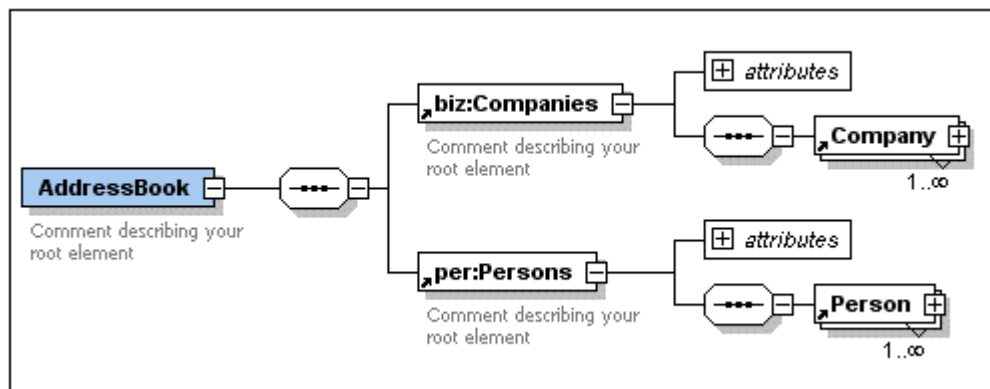 attributes
biz:Companies
Comment describing your
root element
Company
1..∞
AddressBook
Comment describing your
root element
attributes
per:Persons
Comment describing your
root element
Person
1..∞